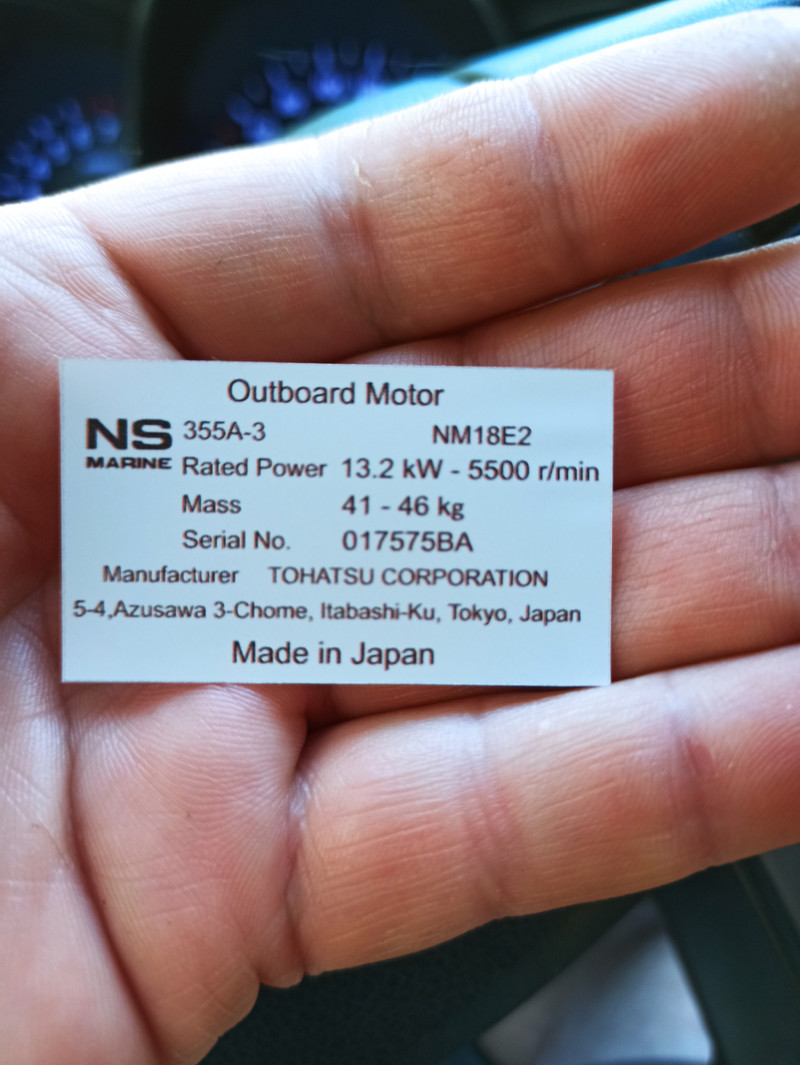 Outboard Motor
NS MARINE 355A-3 NM18E2
Rated Power 13.2 kW - 5500 r/min
Mass 41 - 46 kg
Serial No. 017575BA
Manufacturer TOHATSU CORPORATION
5-4,Azusawa 3-Chome, Itabashi-Ku, Tokyo, Japan
Made in Japan